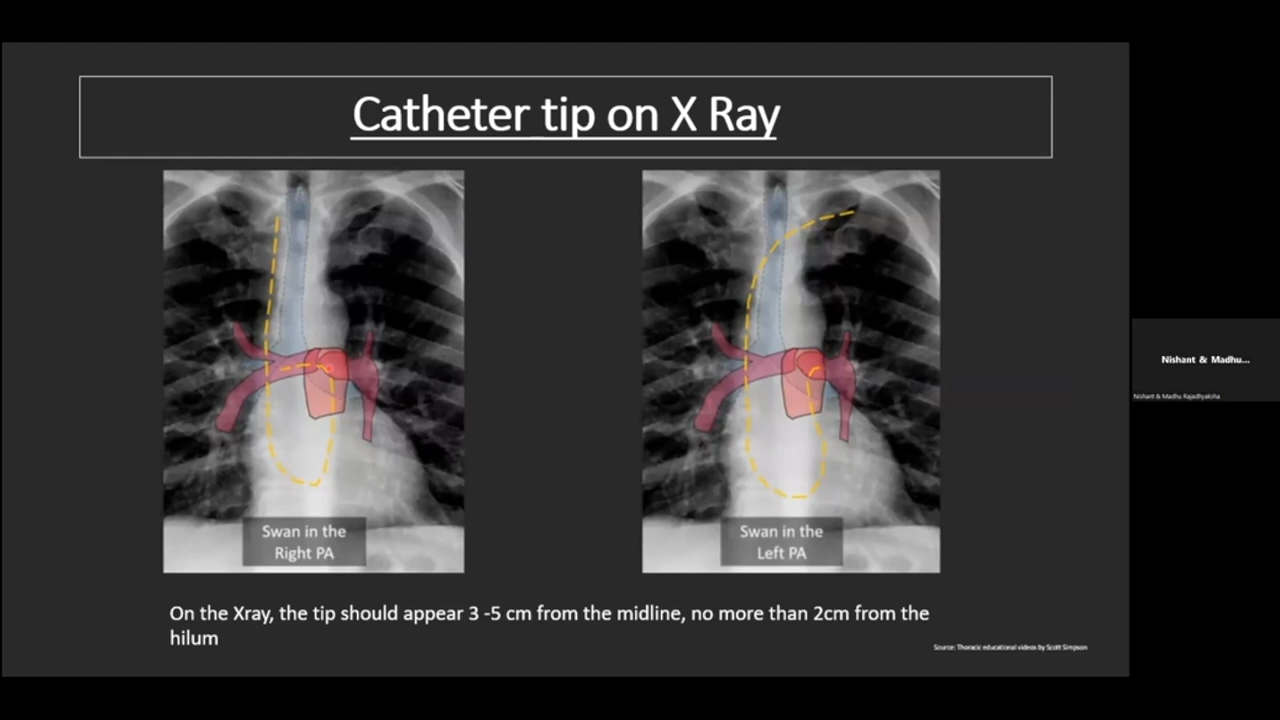 Catheter tip on X Ray
Swan in the
Right PA
Swan in the
Left PA
On the Xray, the tip should appear 3 -5 cm from the midline, no more than 2cm from the
hilum
Source: Thoracic educational videos by Scott Simpson
Nishant & Madhu...
Nishant & Madhu Rajadhyaksha